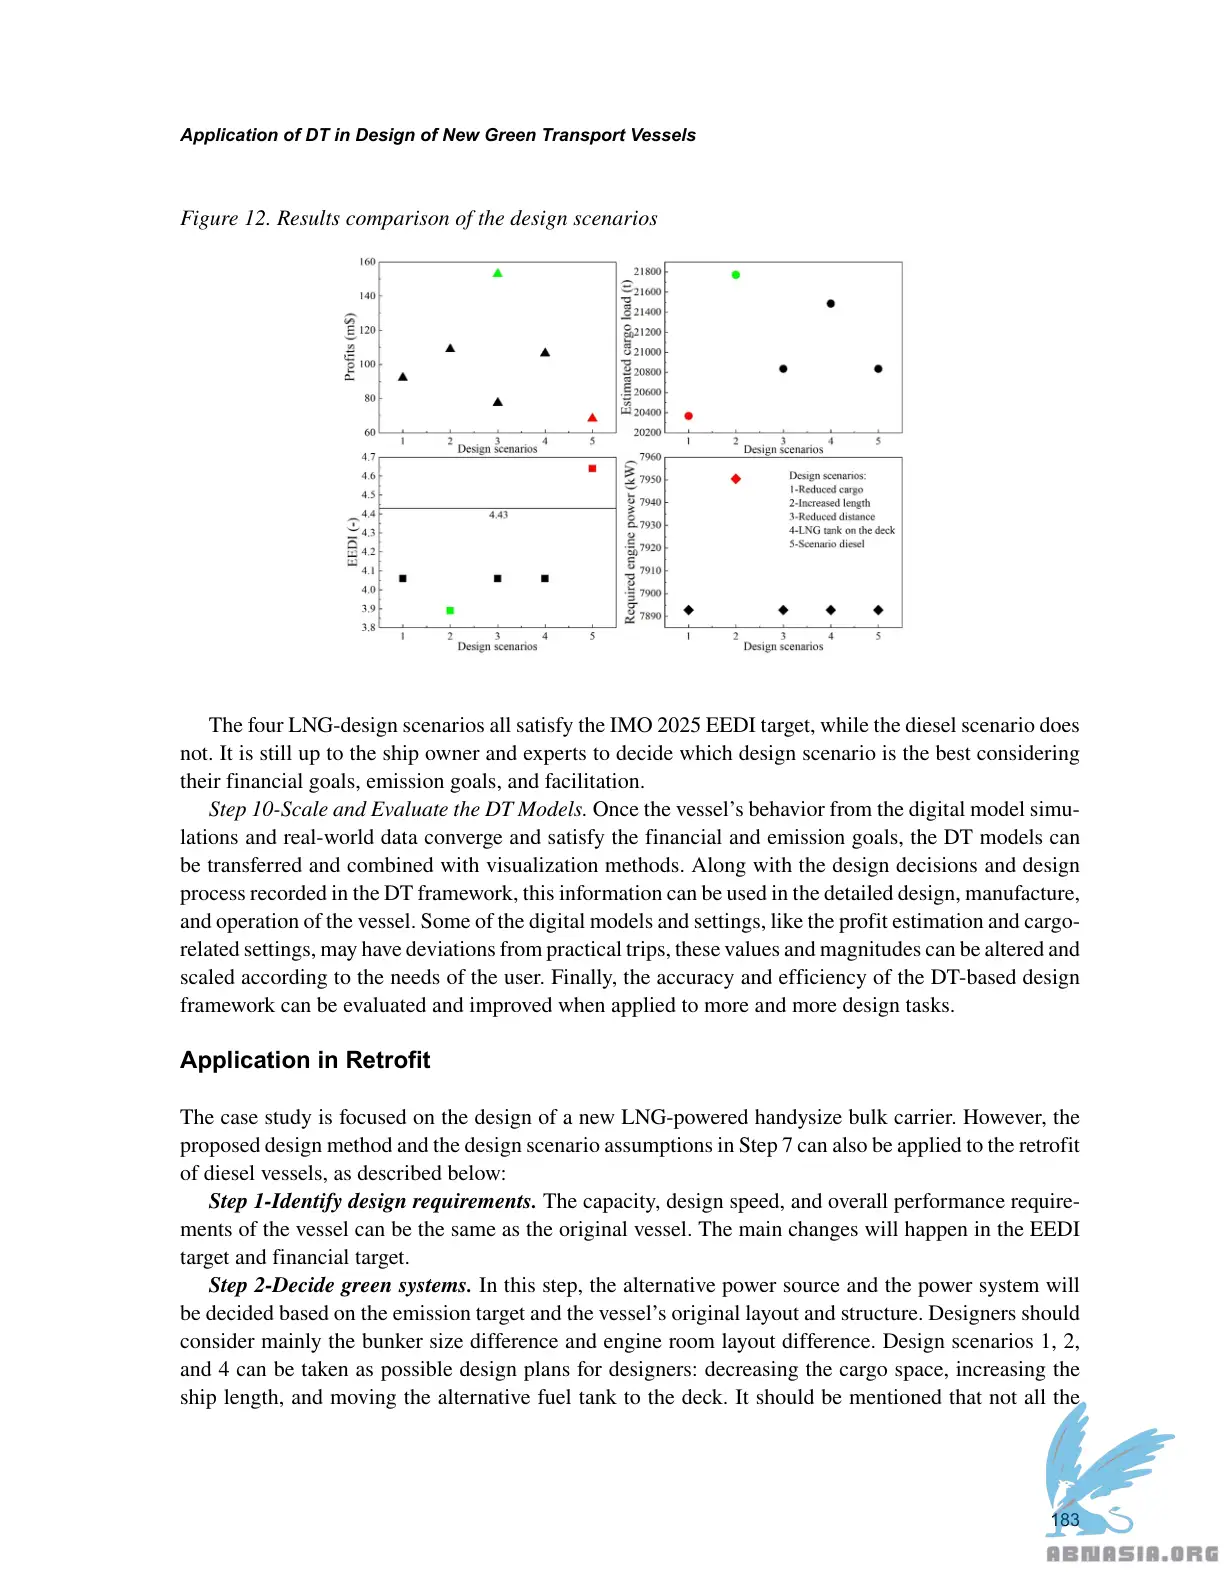 Application of DT in Design of New Green Transport Vessels
Figure 12. Results comparison of the design scenarios
160
140
120
100
80
60
Profits (m$)
1 2 3 4 5
Design scenarios
21800
21600
21400
21200
21000
20800
20600
20400
20200
Estimated cargo load (t)
1 2 3 4 5
Design scenarios
4.7
4.6
4.5
4.4
4.3
4.2
4.1
4.0
3.9
3.8
EEDI (-)
4.43
1 2 3 4 5
Design scenarios
7960
7950
7940
7930
7920
7910
7900
7890
Required engine power (kW)
Design scenarios:
1-Reduced cargo
2-Increased length
3-Reduced distance
4-LNG tank on the deck
5-Scenario diesel
1 2 3 4 5
Design scenarios
The four LNG-design scenarios all satisfy the IMO 2025 EEDI target, while the diesel scenario does
not. It is still up to the ship owner and experts to decide which design scenario is the best considering
their financial goals, emission goals, and facilitation.
Step 10-Scale and Evaluate the DT Models. Once the vessel's behavior from the digital model simu-
lations and real-world data converge and satisfy the financial and emission goals, the DT models can
be transferred and combined with visualization methods. Along with the design decisions and design
process recorded in the DT framework, this information can be used in the detailed design, manufacture,
and operation of the vessel. Some of the digital models and settings, like the profit estimation and cargo-
related settings, may have deviations from practical trips, these values and magnitudes can be altered and
scaled according to the needs of the user. Finally, the accuracy and efficiency of the DT-based design
framework can be evaluated and improved when applied to more and more design tasks.
Application in Retrofit
The case study is focused on the design of a new LNG-powered handysize bulk carrier. However, the
proposed design method and the design scenario assumptions in Step 7 can also be applied to the retrofit
of diesel vessels, as described below:
Step 1-Identify design requirements. The capacity, design speed, and overall performance require-
ments of the vessel can be the same as the original vessel. The main changes will happen in the EEDI
target and financial target.
Step 2-Decide green systems. In this step, the alternative power source and the power system will
be decided based on the emission target and the vessel's original layout and structure. Designers should
consider mainly the bunker size difference and engine room layout difference. Design scenarios 1, 2,
and 4 can be taken as possible design plans for designers: decreasing the cargo space, increasing the
ship length, and moving the alternative fuel tank to the deck. It should be mentioned that not all the
183
ABNASIA.ORG